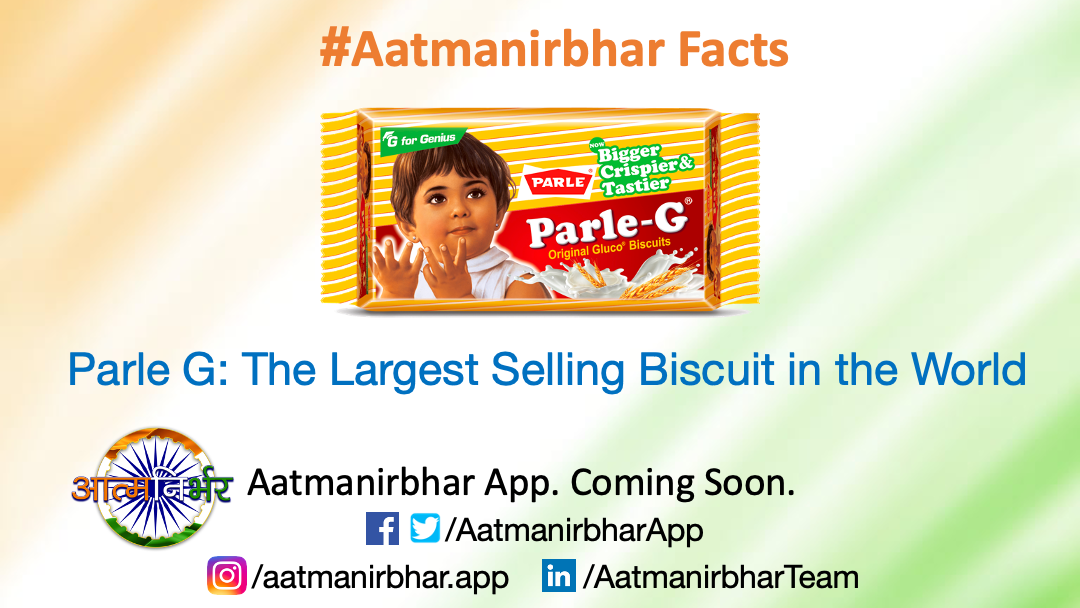 #Aatmanirbhar Facts
G for Genius
NOW
Bigger
Crispier &
Tastier
PARLE
Parle-G®
Original Gluco® Biscuits
Parle G: The Largest Selling Biscuit in the World
आत्मनिर्भर
Aatmanirbhar App. Coming Soon.
/AatmanirbharApp
/aatmanirbhar.app
/AatmanirbharTeam